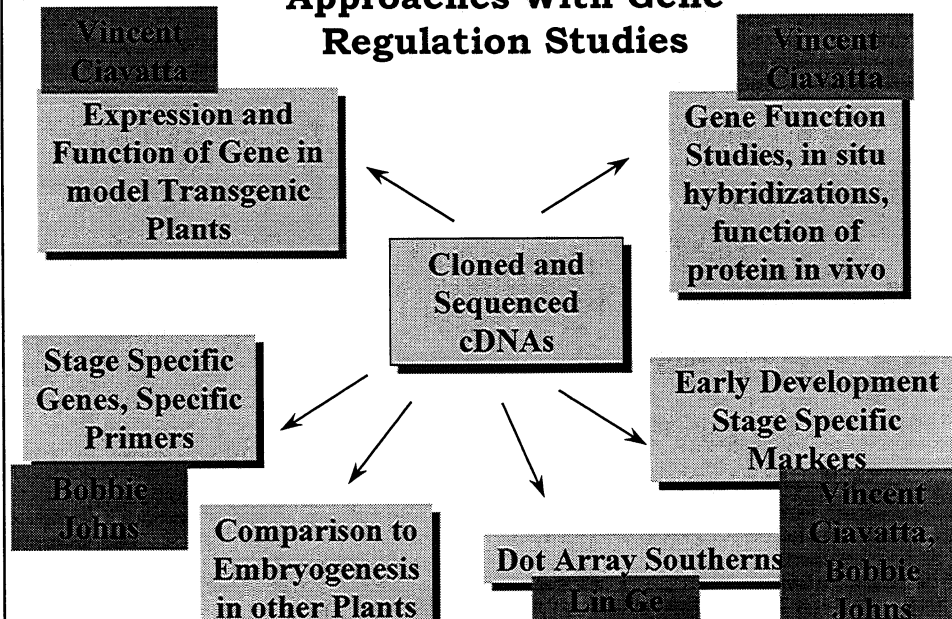 Approaches with Gene
Regulation Studies
Vincent
Ciavatta
Expression and
Function of Gene in
model Transgenic
Plants
Vincent
Ciavatta
Gene Function
Studies, in situ
hybridizations,
function of
protein in vivo
Cloned and
Sequenced
cDNAs
Stage Specific
Genes, Specific
Primers
Bobbie
Johns
Early Development
Stage Specific
Markers
Vincent
Ciavatta,
Bobbie
Johns
Comparison to
Embryogenesis
in other Plants
Dot Array Southerns
Lin Ge